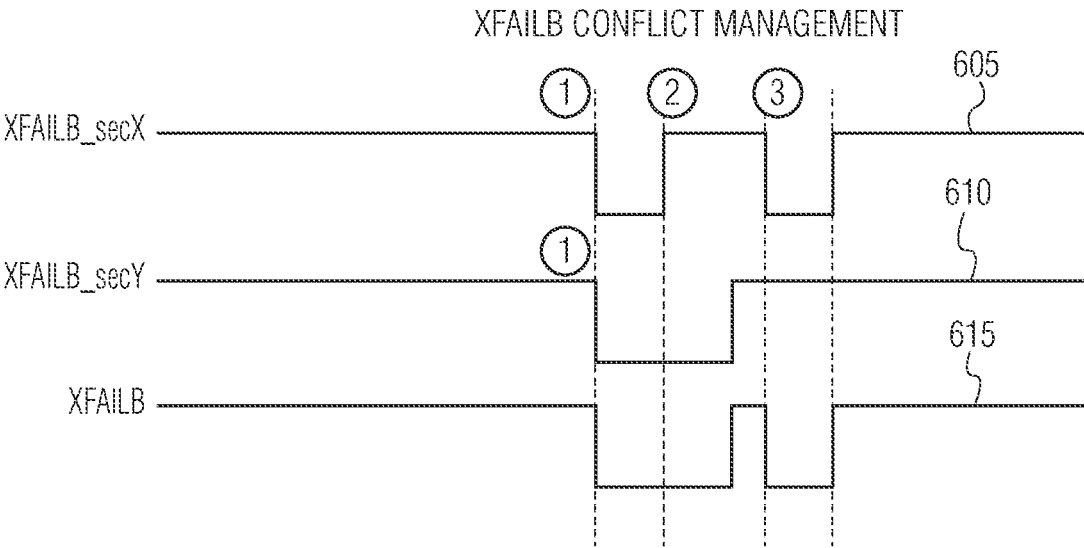 XFAILB CONFLICT MANAGEMENT
605
1 2 3
XFAILB_secX
610
1
XFAILB_secY
615
XFAILB